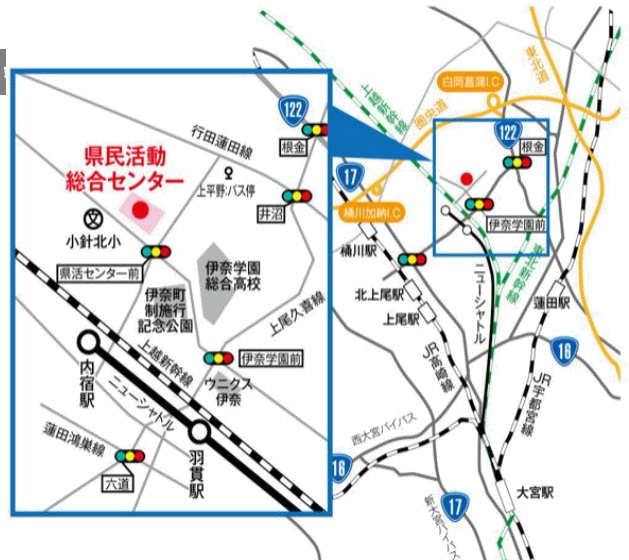 122
行田蓮田線
根金
県民活動
総合センター
上平野:バス停
井沼
文
小針北小
県活センター前
伊奈学園
総合高校
伊奈町
制施行
記念公園
上尾久喜線
上越新幹線
伊奈学園前
ウニクス
伊奈
内宿駅
ニューシャトル
羽貫駅
蓮田鴻巣線
六道
東北道
上越新幹線
白岡菖蒲I.C
圏央道
122
根金
17
桶川加納I.C
伊奈学園前
桶川駅
北上尾駅
上尾駅
ニューシャトル
東北新幹線
蓮田駅
JR高崎線
16
JR宇都宮線
西大宮バイパス
16
新大宮バイパス
17
大宮駅